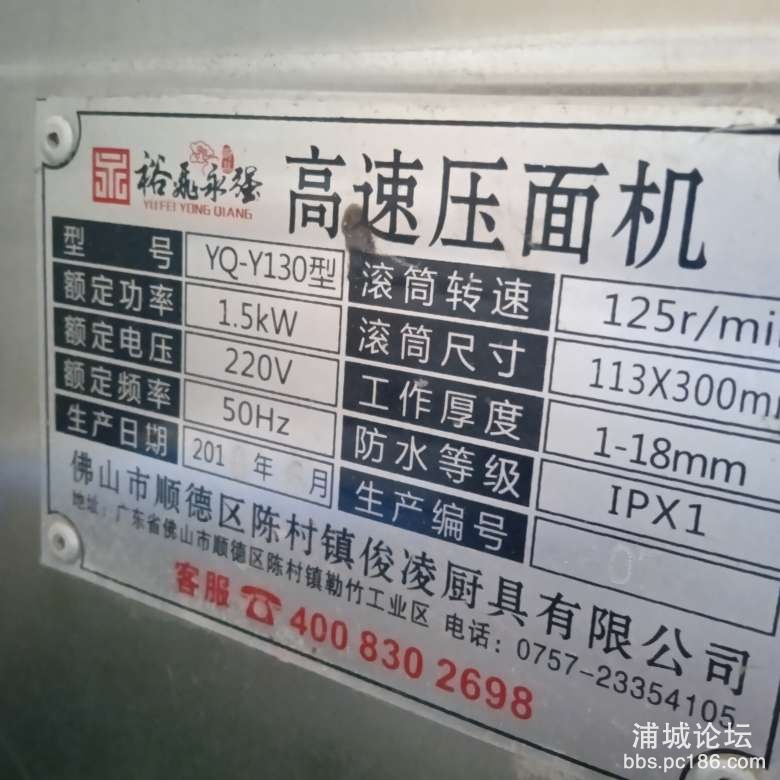 裕飞永强
YU FEI YONG QIANG
高速压面机
型号 YQ-Y130型 滚筒转速 125r/min
额定功率 1.5kW 滚筒尺寸 113X300mm
额定电压 220V 工作厚度 1-18mm
额定频率 50Hz 防水等级 IPX1
生产日期 201 年 月 生产编号
佛山市顺德区陈村镇俊凌厨具有限公司
地址:广东省佛山市顺德区陈村镇勒竹工业区 电话:0757-23354105
客服☎400 830 2698
浦城论坛
bbs.pc186.com